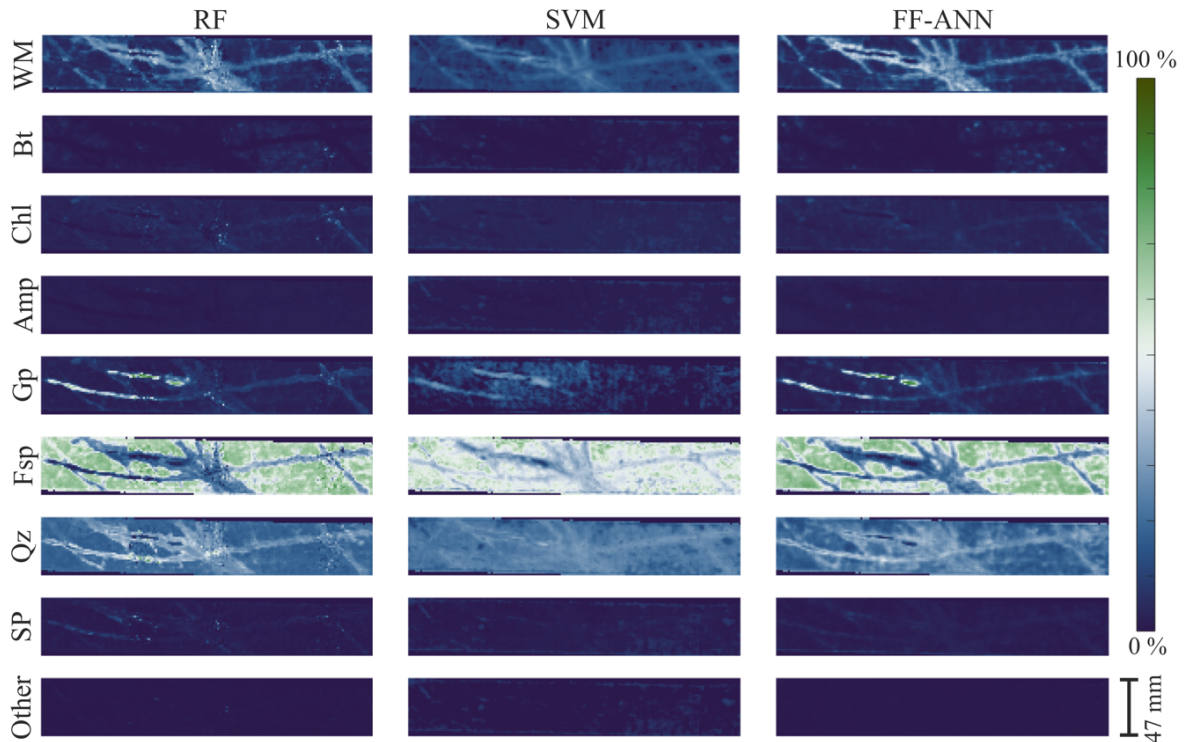 RF SVM FF-ANN
WM
100 %
Bt
Chl
Amp
Gp
Fsp
Qz
SP
0 %
Other
47 mm